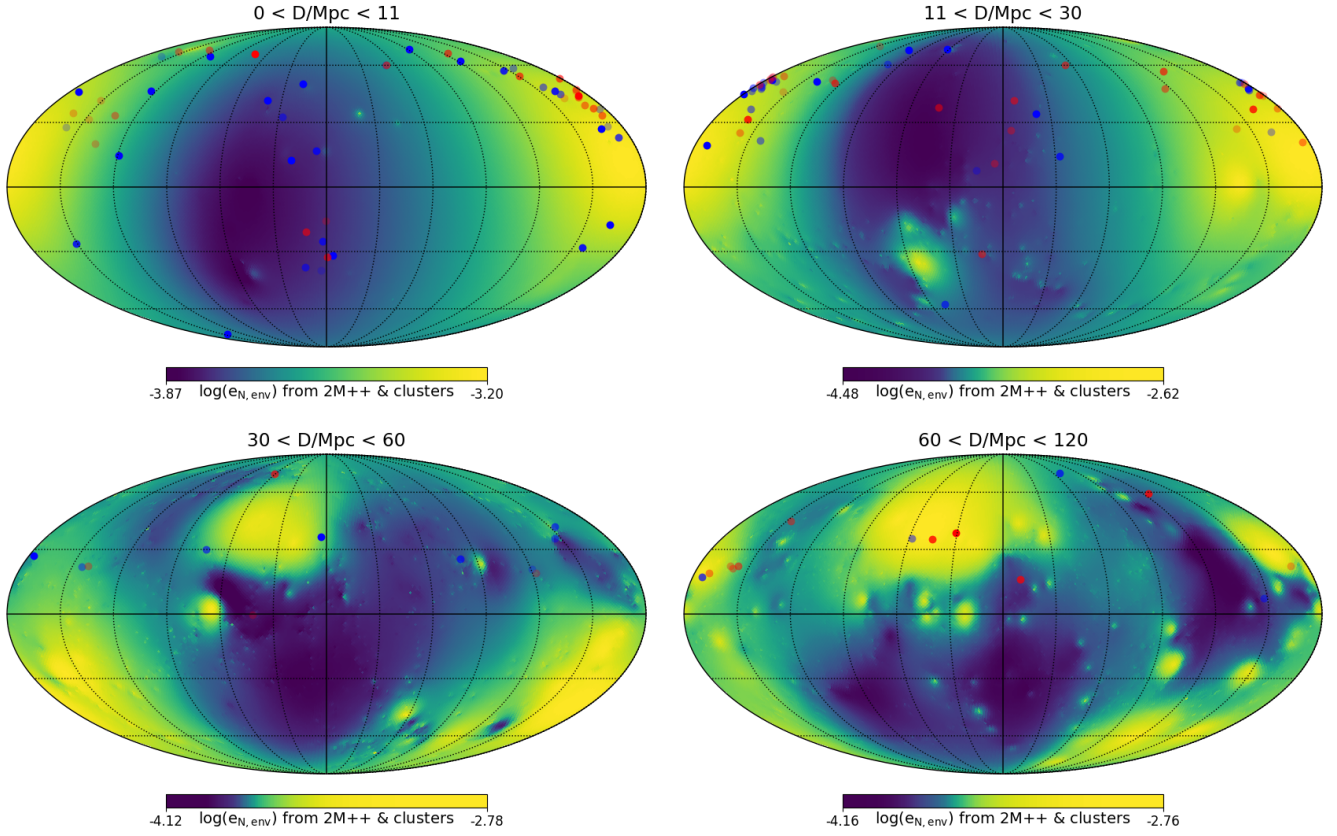 0 < D/Mpc < 11
11 < D/Mpc < 30
-3.87 log(e_N, env) from 2M++ & clusters -3.20
-4.48 log(e_N, env) from 2M++ & clusters -2.62
30 < D/Mpc < 60
60 < D/Mpc < 120
-4.12 log(e_N, env) from 2M++ & clusters -2.78
-4.16 log(e_N, env) from 2M++ & clusters -2.76